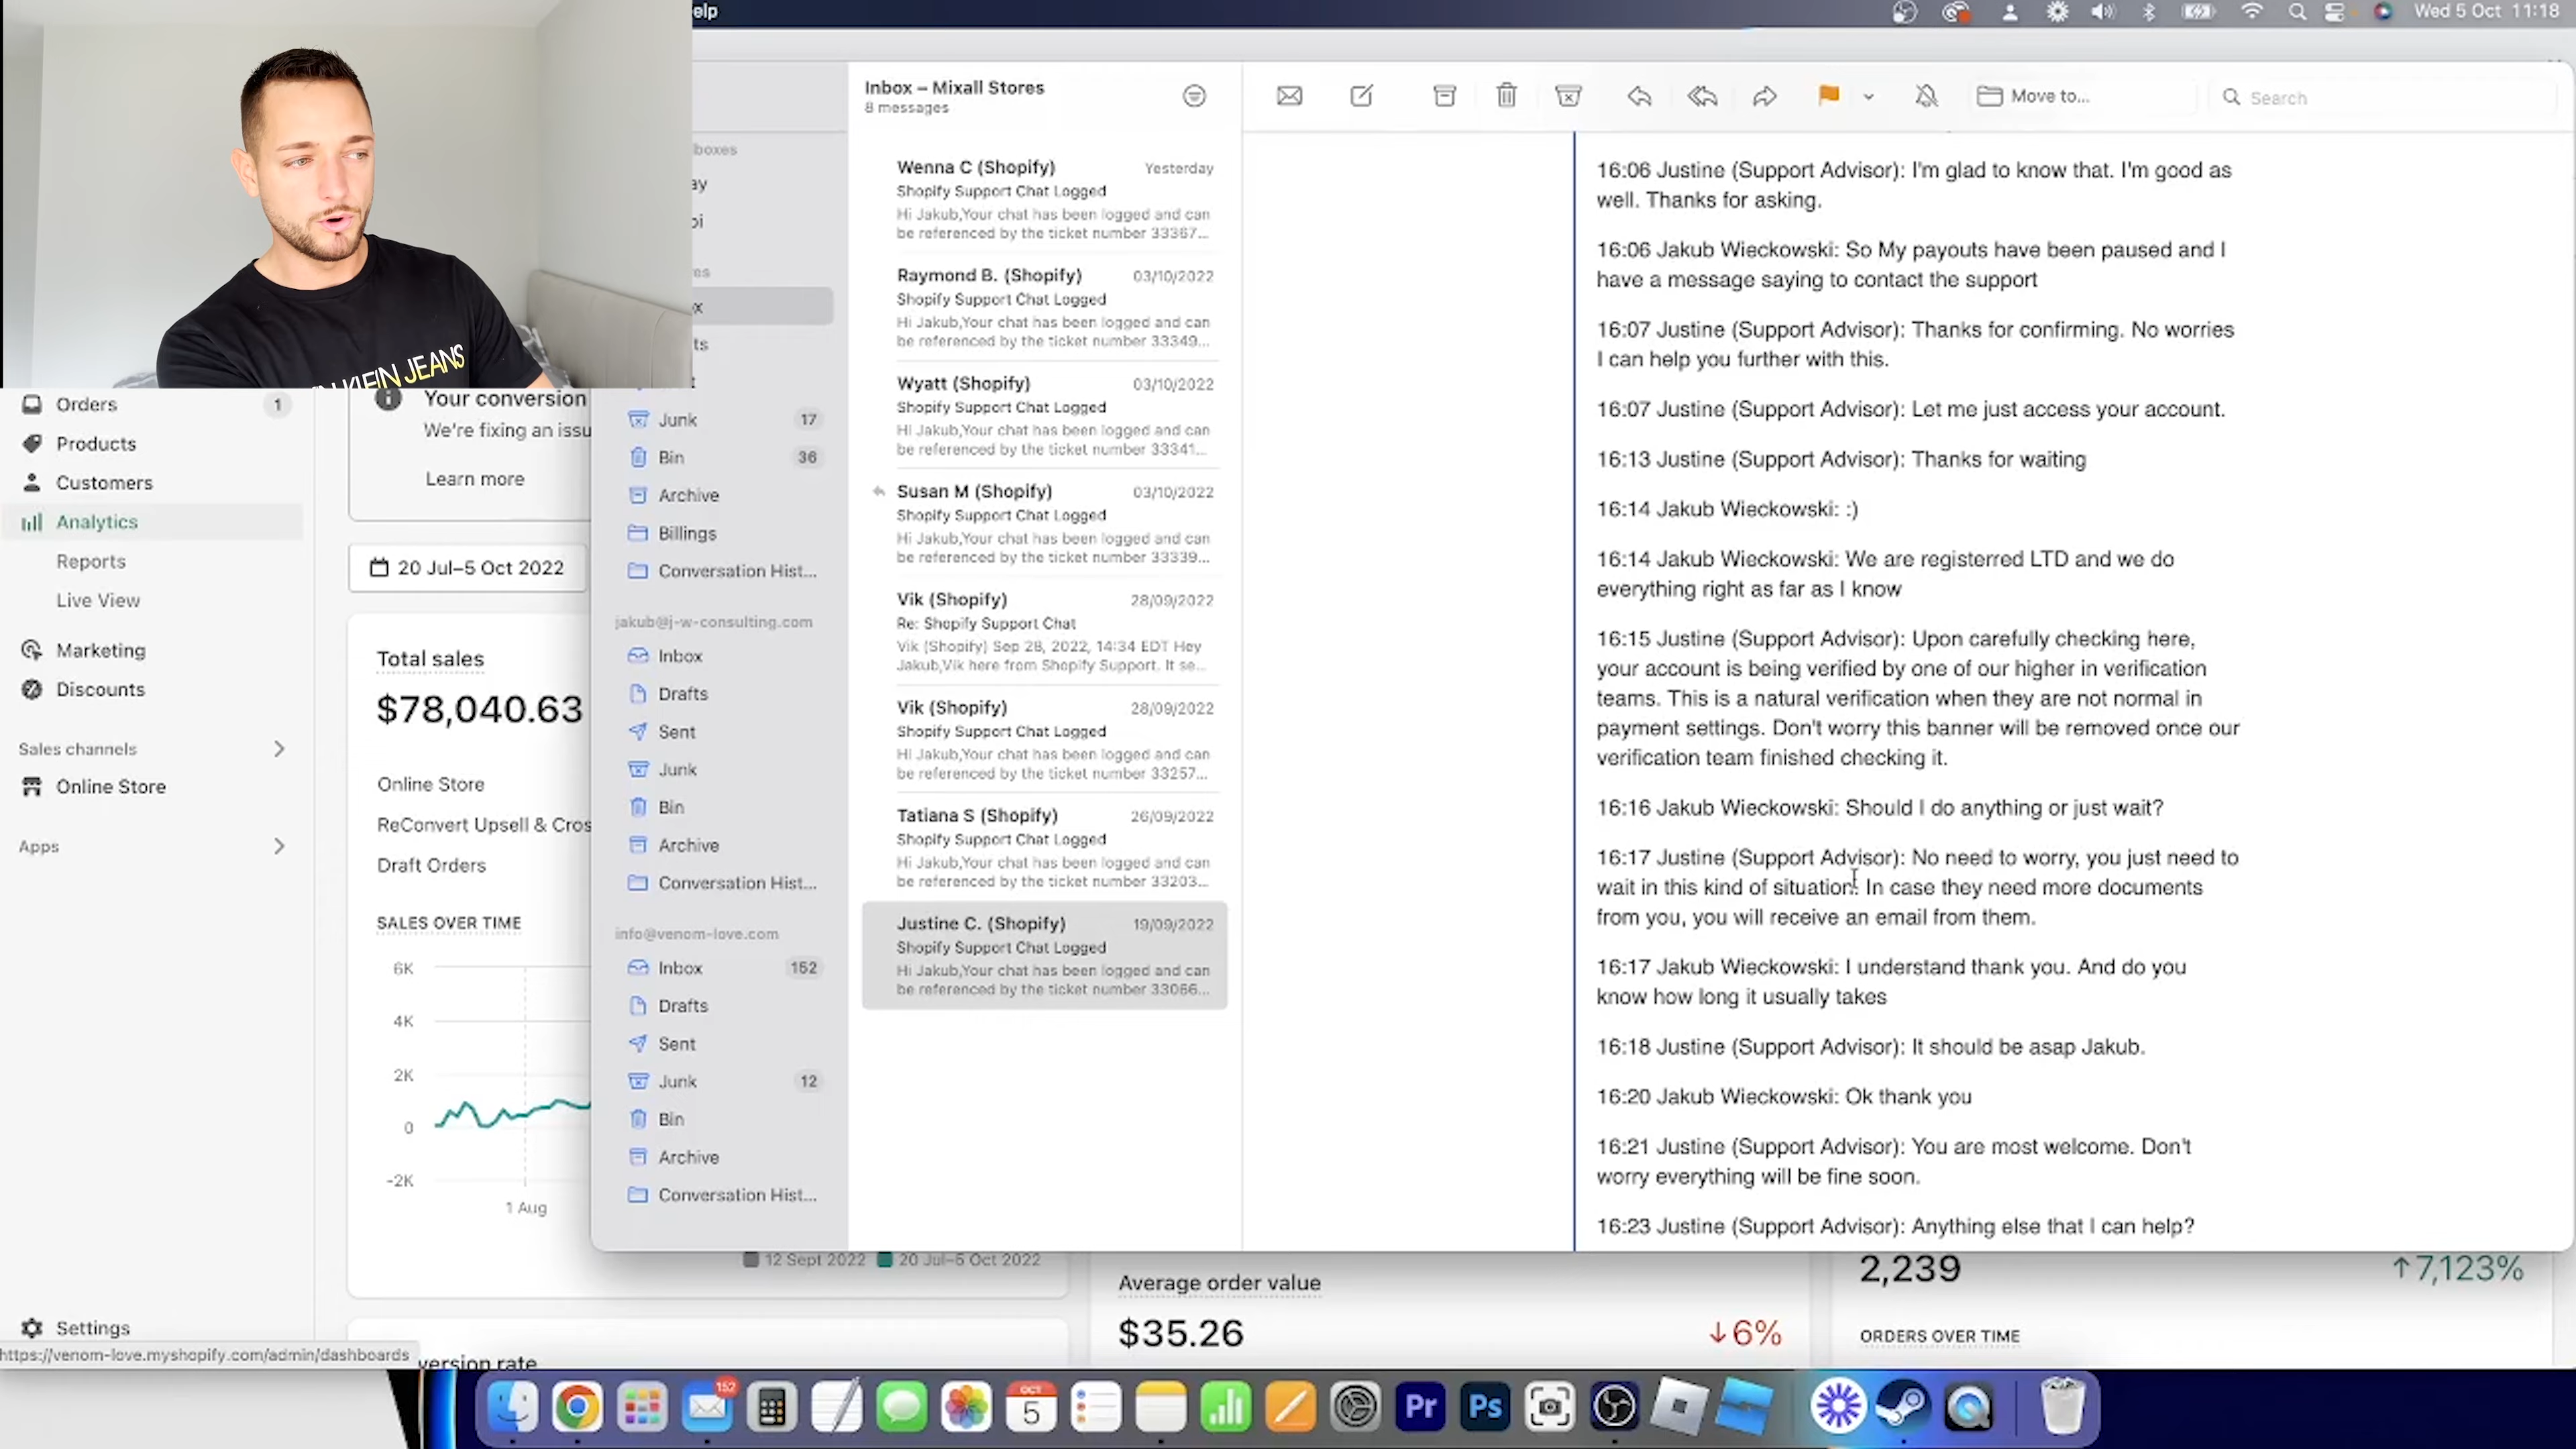 elp
Wed 5 Oct 11:18
KLEIN JEANS
Orders
1
Products
Customers
Analytics
Reports
Live View
Marketing
Discounts
Sales channels
Online Store
Apps
Settings
https://venom-love.myshopify.com/admin/dashboards
Your conversion
We're fixing an issu
Learn more
20 Jul–5 Oct 2022
Total sales
$78,040.63
Online Store
ReConvert Upsell & Cros
Draft Orders
SALES OVER TIME
6K
4K
2K
0
-2K
1 Aug
12 Sept 2022
20 Jul–5 Oct 2022
version rate
boxes
ay
oi
es
x
ts
t
Junk
17
Bin
36
Archive
Billings
Conversation Hist...
jakub@j-w-consulting.com
Inbox
Drafts
Sent
Junk
Bin
Archive
Conversation Hist...
info@venom-love.com
Inbox
152
Drafts
Sent
Junk
12
Bin
Archive
Conversation Hist...
Inbox – Mixall Stores
8 messages
Wenna C (Shopify)
Yesterday
Shopify Support Chat Logged
Hi Jakub,Your chat has been logged and can
be referenced by the ticket number 33367...
Raymond B. (Shopify)
03/10/2022
Shopify Support Chat Logged
Hi Jakub,Your chat has been logged and can
be referenced by the ticket number 33349...
Wyatt (Shopify)
03/10/2022
Shopify Support Chat Logged
Hi Jakub,Your chat has been logged and can
be referenced by the ticket number 33341...
Susan M (Shopify)
03/10/2022
Shopify Support Chat Logged
Hi Jakub,Your chat has been logged and can
be referenced by the ticket number 33339...
Vik (Shopify)
28/09/2022
Re: Shopify Support Chat
Vik (Shopify) Sep 28, 2022, 14:34 EDT Hey
Jakub,Vik here from Shopify Support. It se...
Vik (Shopify)
28/09/2022
Shopify Support Chat Logged
Hi Jakub,Your chat has been logged and can
be referenced by the ticket number 33257...
Tatiana S (Shopify)
26/09/2022
Shopify Support Chat Logged
Hi Jakub,Your chat has been logged and can
be referenced by the ticket number 33203...
Justine C. (Shopify)
19/09/2022
Shopify Support Chat Logged
Hi Jakub,Your chat has been logged and can
be referenced by the ticket number 33066...
Move to...
Search
16:06 Justine (Support Advisor): I'm glad to know that. I'm good as
well. Thanks for asking.
16:06 Jakub Wieckowski: So My payouts have been paused and I
have a message saying to contact the support
16:07 Justine (Support Advisor): Thanks for confirming. No worries
I can help you further with this.
16:07 Justine (Support Advisor): Let me just access your account.
16:13 Justine (Support Advisor): Thanks for waiting
16:14 Jakub Wieckowski: :)
16:14 Jakub Wieckowski: We are registerred LTD and we do
everything right as far as I know
16:15 Justine (Support Advisor): Upon carefully checking here,
your account is being verified by one of our higher in verification
teams. This is a natural verification when they are not normal in
payment settings. Don't worry this banner will be removed once our
verification team finished checking it.
16:16 Jakub Wieckowski: Should I do anything or just wait?
16:17 Justine (Support Advisor): No need to worry, you just need to
wait in this kind of situation. In case they need more documents
from you, you will receive an email from them.
16:17 Jakub Wieckowski: I understand thank you. And do you
know how long it usually takes
16:18 Justine (Support Advisor): It should be asap Jakub.
16:20 Jakub Wieckowski: Ok thank you
16:21 Justine (Support Advisor): You are most welcome. Don't
worry everything will be fine soon.
16:23 Justine (Support Advisor): Anything else that I can help?
Average order value
$35.26
↓6%
2,239
↑7,123%
ORDERS OVER TIME
152
OCT
5
Pr
Ps